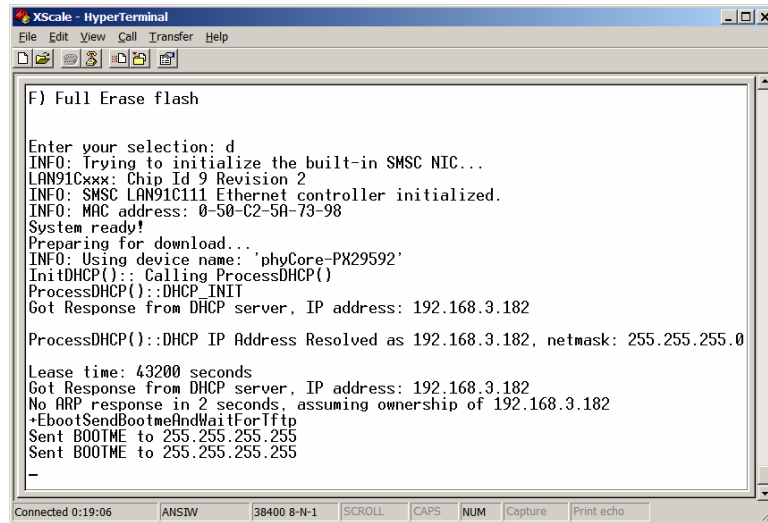 XScale - HyperTerminal
File Edit View Call Transfer Help
F) Full Erase flash
Enter your selection: d
INFO: Trying to initialize the built-in SMSC NIC...
LAN91Cxxx: Chip Id 9 Revision 2
INFO: SMSC LAN91C111 Ethernet controller initialized.
INFO: MAC address: 0-50-C2-5A-73-98
System ready!
Preparing for download...
INFO: Using device name: 'phyCore-PX29592'
InitDHCP():: Calling ProcessDHCP()
ProcessDHCP()::DHCP_INIT
Got Response from DHCP server, IP address: 192.168.3.182
ProcessDHCP()::DHCP IP Address Resolved as 192.168.3.182, netmask: 255.255.255.0
Lease time: 43200 seconds
Got Response from DHCP server, IP address: 192.168.3.182
No ARP response in 2 seconds, assuming ownership of 192.168.3.182
+EbootSendBootmeAndWaitForTftp
Sent BOOTME to 255.255.255.255
Sent BOOTME to 255.255.255.255
_
Connected 0:19:06 ANSIW 38400 8-N-1 SCROLL CAPS NUM Capture Print echo